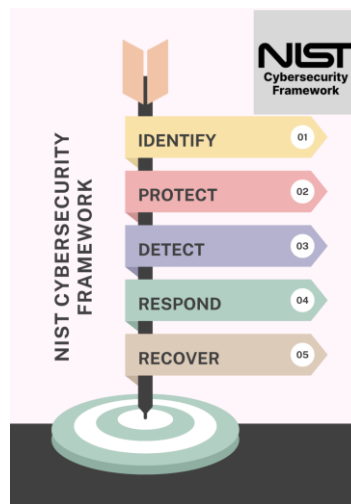 NIST
Cybersecurity
Framework
NIST CYBERSECURITY
FRAMEWORK
IDENTIFY 01
PROTECT 02
DETECT 03
RESPOND 04
RECOVER 05